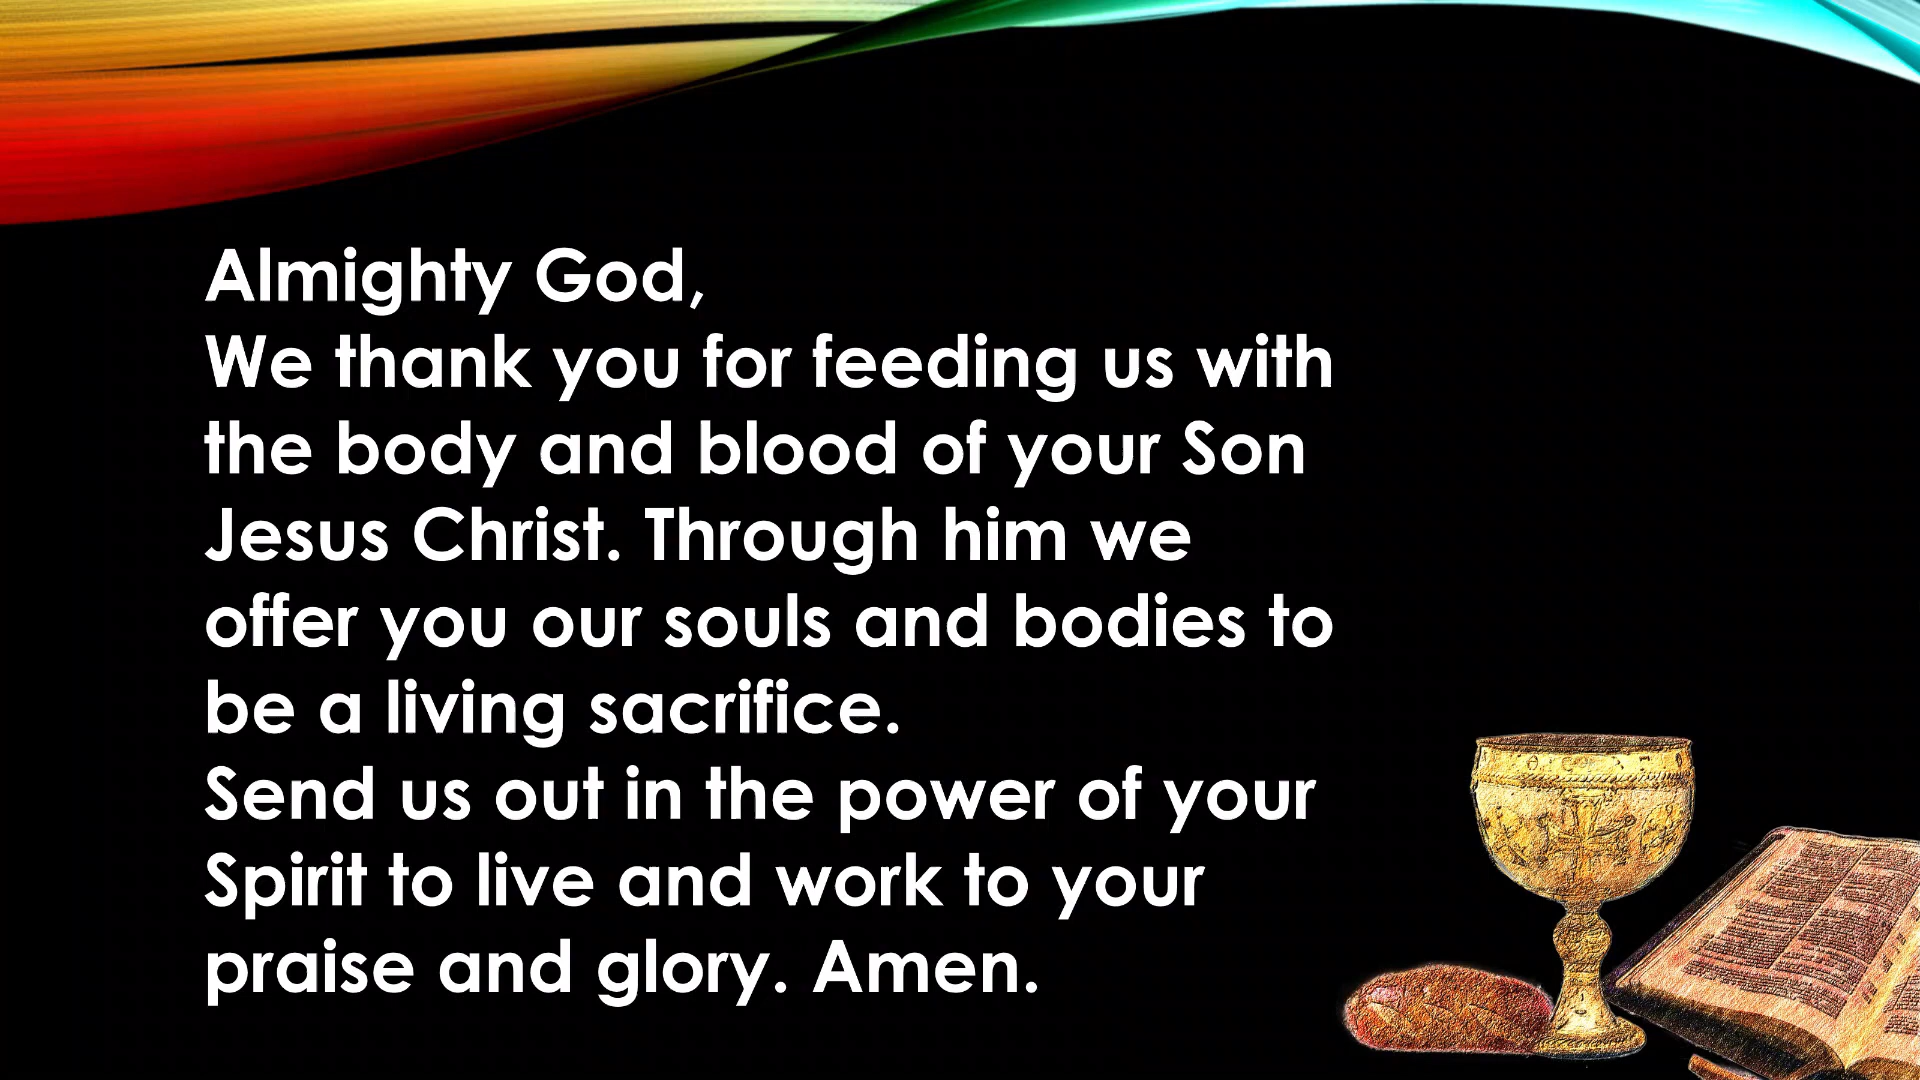 Almighty God,
We thank you for feeding us with
the body and blood of your Son
Jesus Christ. Through him we
offer you our souls and bodies to
be a living sacrifice.
Send us out in the power of your
Spirit to live and work to your
praise and glory. Amen.